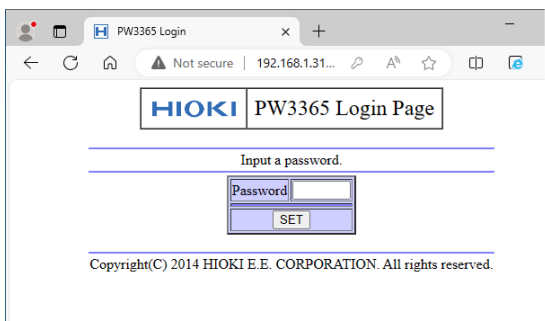 PW3365 Login
Not secure
192.168.1.31...
HIOKI PW3365 Login Page
Input a password.
Password
SET
Copyright(C) 2014 HIOKI E.E. CORPORATION. All rights reserved.